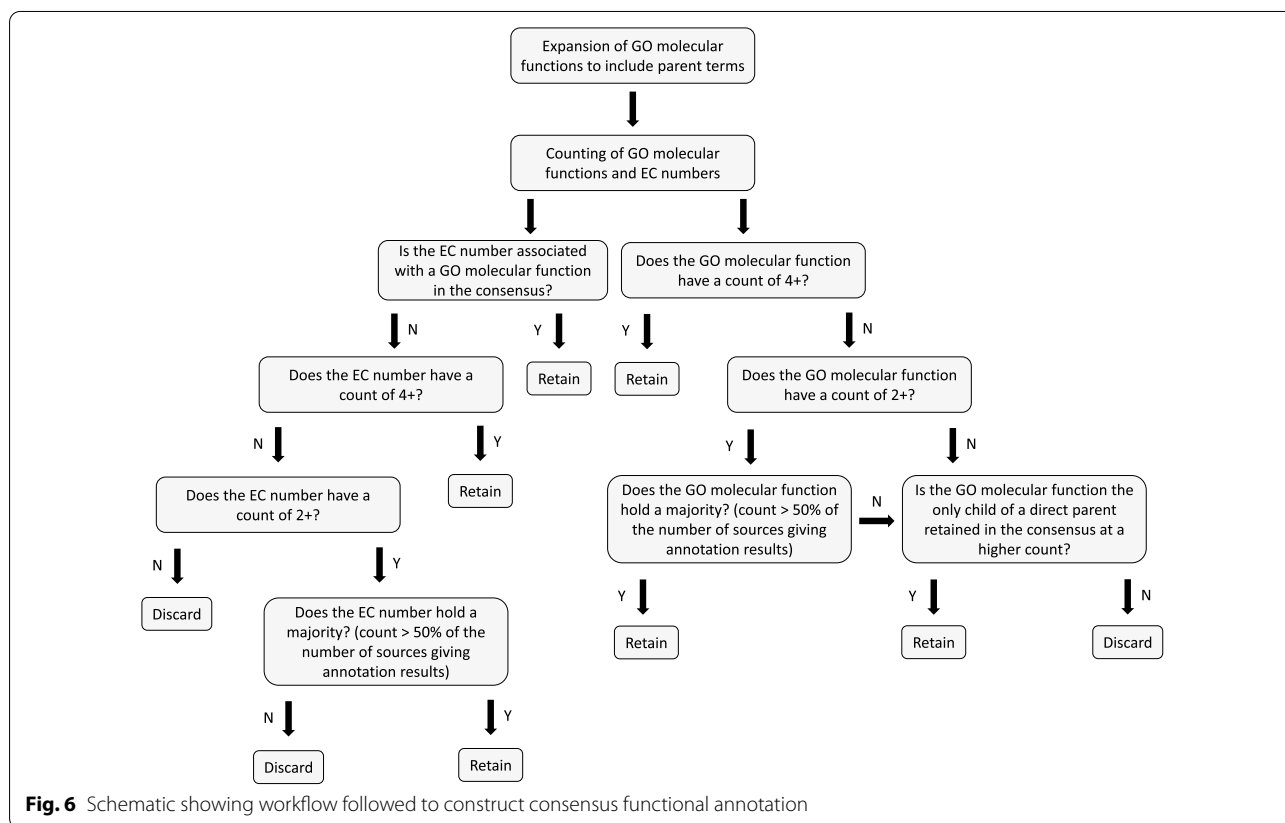 Expansion of GO molecular
functions to include parent terms
Counting of GO molecular
functions and EC numbers
Is the EC number associated
with a GO molecular function
in the consensus?
Does the GO molecular function
have a count of 4+?
N
Y
Y
N
Does the EC number have a
count of 4+?
Retain
Retain
Does the GO molecular function
have a count of 2+?
N
Y
Y
N
Does the EC number have a
count of 2+?
Retain
Does the GO molecular function
hold a majority? (count > 50% of
the number of sources giving
annotation results)
N
Is the GO molecular function the
only child of a direct parent
retained in the consensus at a
higher count?
N
Y
Y
Y
N
Discard
Does the EC number hold a
majority? (count > 50% of the
number of sources giving
annotation results)
Retain
Retain
Discard
N
Y
Discard
Retain
Fig. 6 Schematic showing workflow followed to construct consensus functional annotation